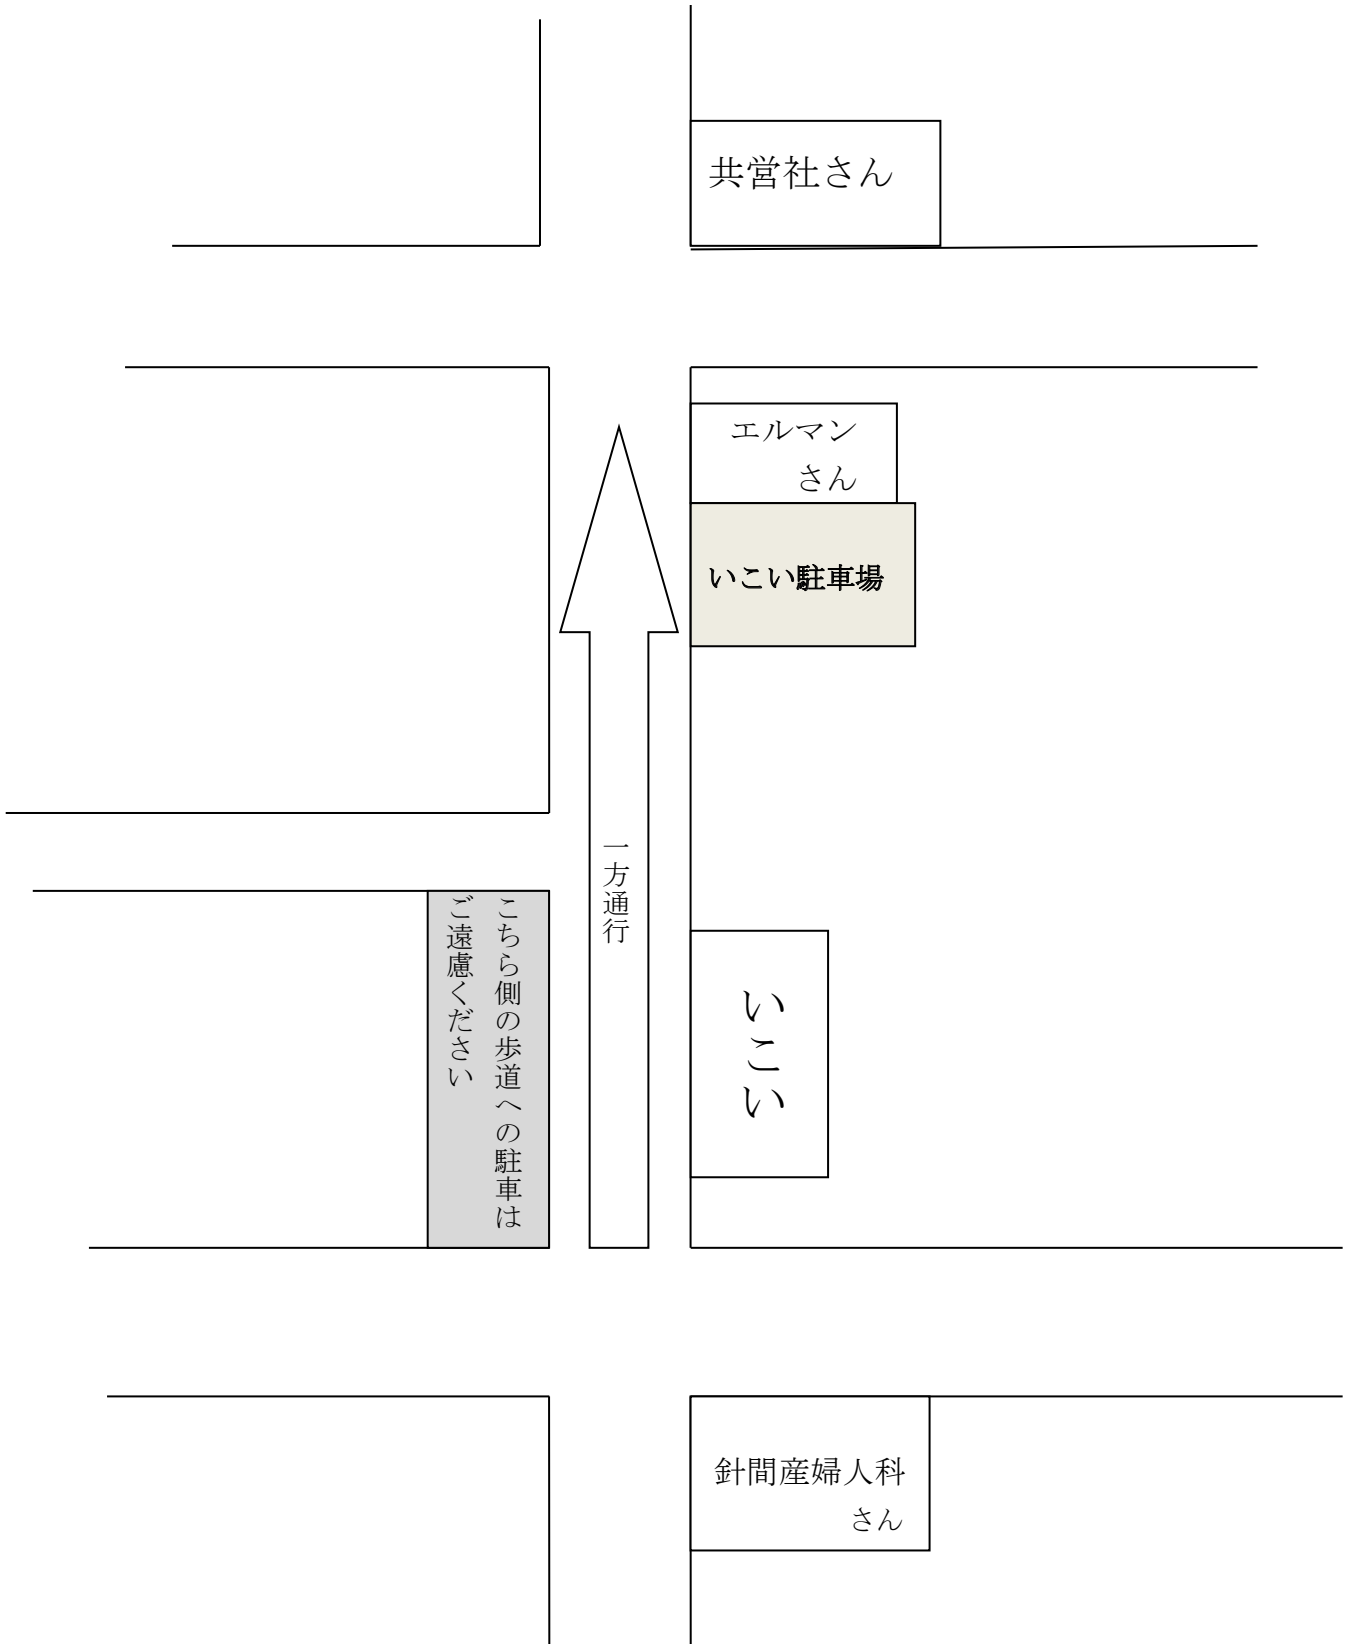 共営社さん
エルマン
さん
いこい駐車場
一方通行
こちら側の歩道への駐車は
ご遠慮ください
いこい
針間産婦人科
さん